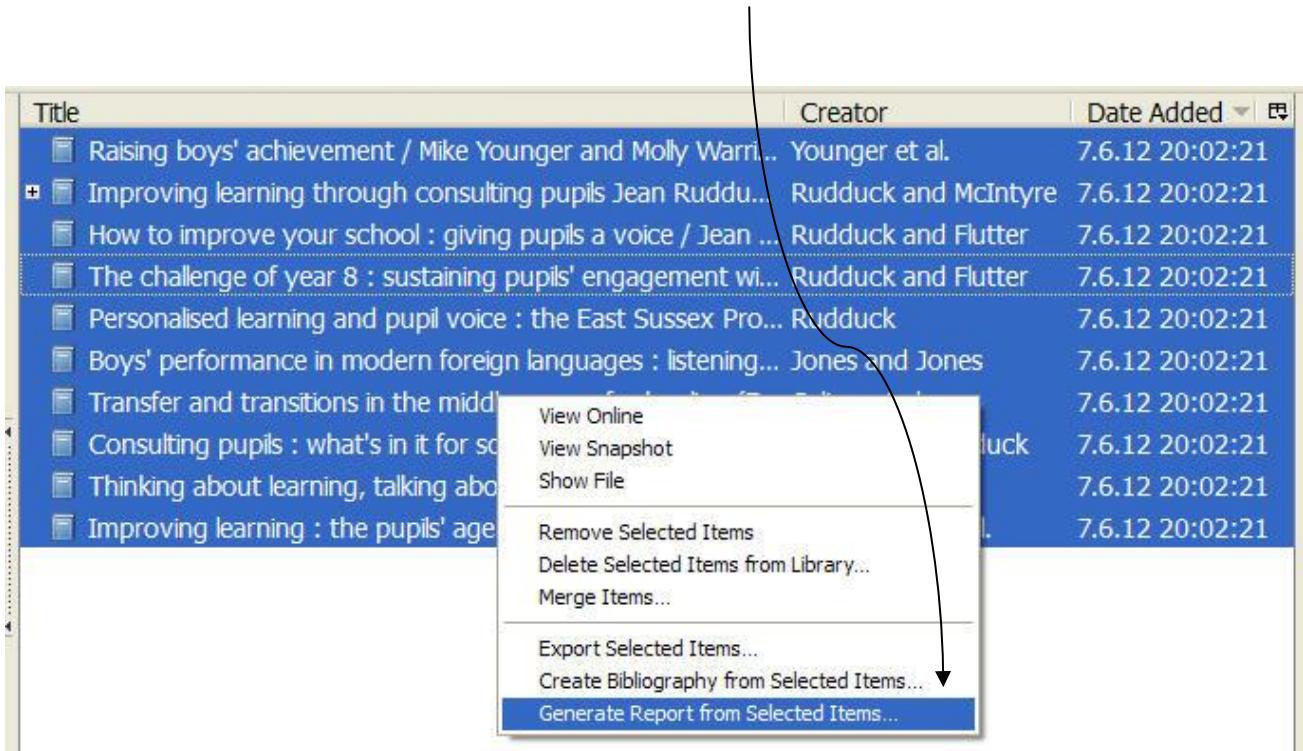 Title Creator Date Added
Raising boys' achievement / Mike Younger and Molly Warri... Younger et al. 7.6.12 20:02:21
Improving learning through consulting pupils Jean Ruddu... Rudduck and McIntyre 7.6.12 20:02:21
How to improve your school : giving pupils a voice / Jean ... Rudduck and Flutter 7.6.12 20:02:21
The challenge of year 8 : sustaining pupils' engagement wi... Rudduck and Flutter 7.6.12 20:02:21
Personalised learning and pupil voice : the East Sussex Pro... Rudduck 7.6.12 20:02:21
Boys' performance in modern foreign languages : listening... Jones and Jones 7.6.12 20:02:21
Transfer and transitions in the midd 7.6.12 20:02:21
Consulting pupils : what's in it for sc duck 7.6.12 20:02:21
Thinking about learning, talking abo 7.6.12 20:02:21
Improving learning : the pupils' age l. 7.6.12 20:02:21
View Online
View Snapshot
Show File
Remove Selected Items
Delete Selected Items from Library...
Merge Items...
Export Selected Items...
Create Bibliography from Selected Items...
Generate Report from Selected Items...